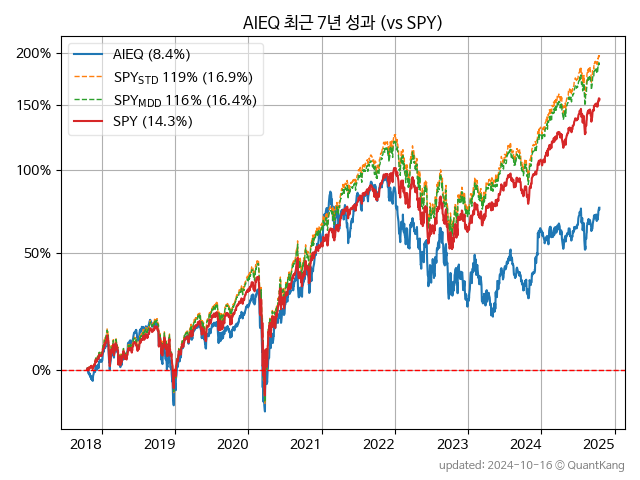 AIEQ 최근 7년 성과 (vs SPY)
AIEQ (8.4%)
SPY_STD 119% (16.9%)
SPY_MDD 116% (16.4%)
SPY (14.3%)
200%
150%
100%
50%
0%
2018 2019 2020 2021 2022 2023 2024 2025
updated: 2024-10-16 © QuantKang